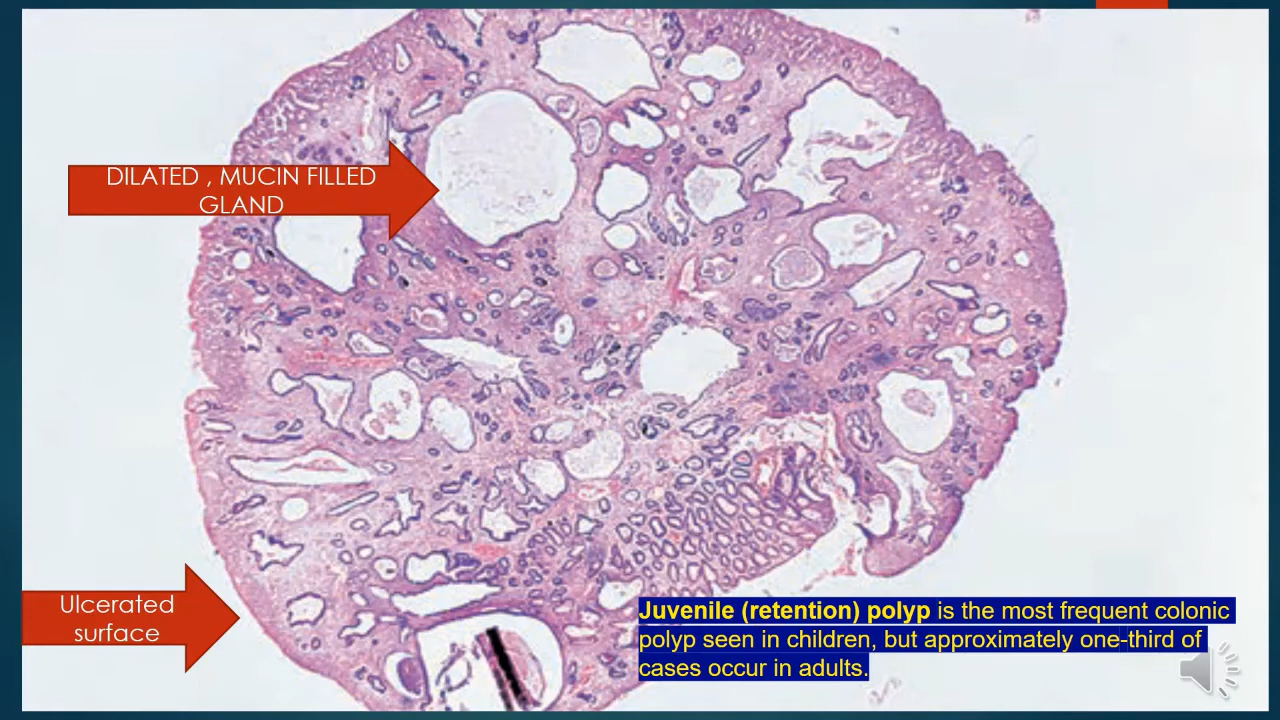 DILATED , MUCIN FILLED
GLAND
Ulcerated
surface
Juvenile (retention) polyp is the most frequent colonic
polyp seen in children, but approximately one-third of
cases occur in adults.